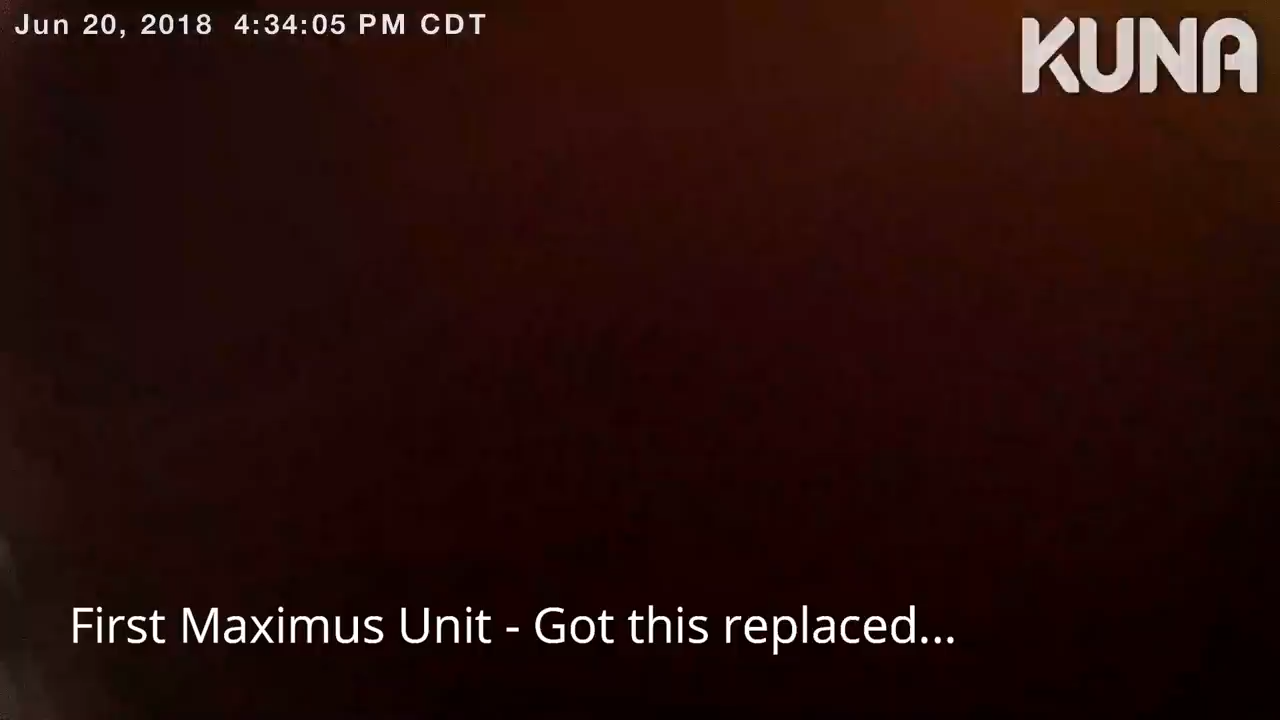 Jun 20, 2018 4:34:05 PM CDT
KUNA
First Maximus Unit - Got this replaced...